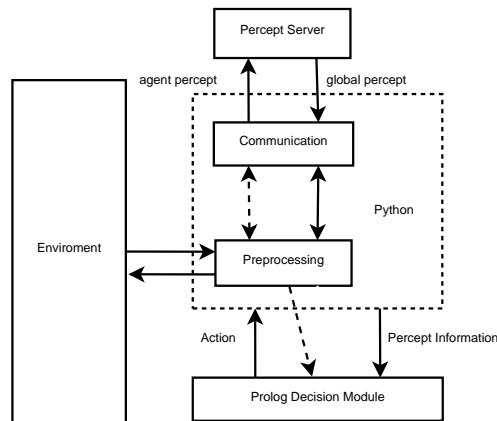 Percept Server
agent percept
global percept
Communication
Python
Enviroment
Preprocessing
Action
Percept Information
Prolog Decision Module